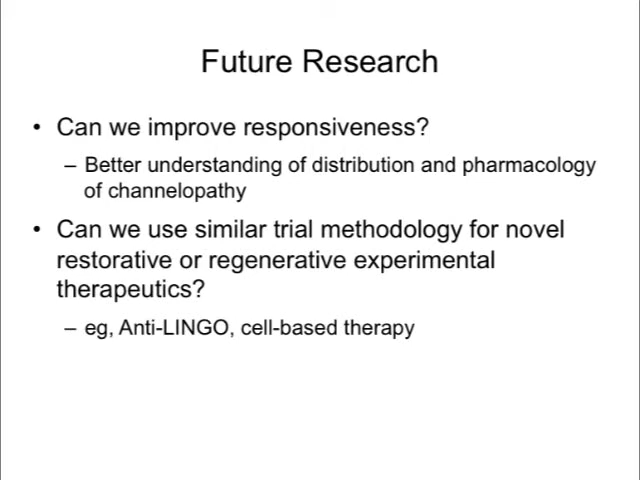 Future Research
• Can we improve responsiveness?
– Better understanding of distribution and pharmacology
of channelopathy
• Can we use similar trial methodology for novel
restorative or regenerative experimental
therapeutics?
– eg, Anti-LINGO, cell-based therapy